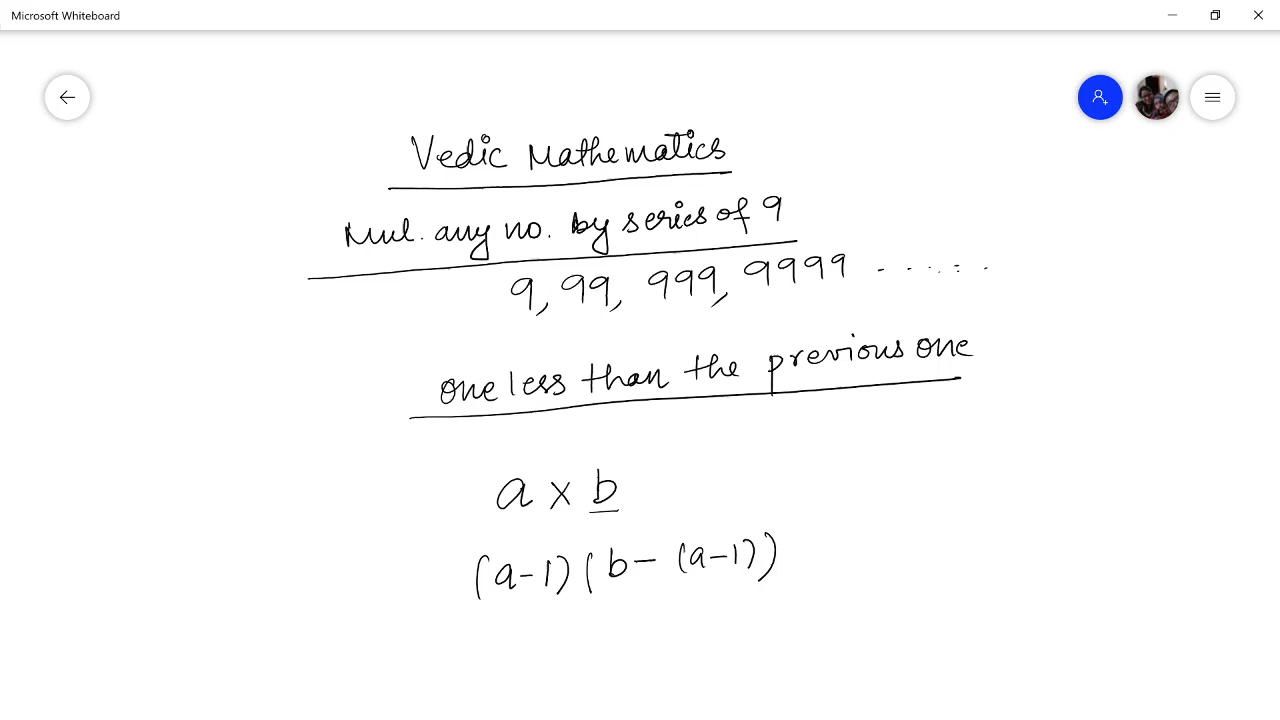 Microsoft Whiteboard
Vedic Mathematics
Mul. any no. by series of 9
9, 99, 999, 9999 .......
one less than the previous one
a x b
(a-1) (b- (a-1))